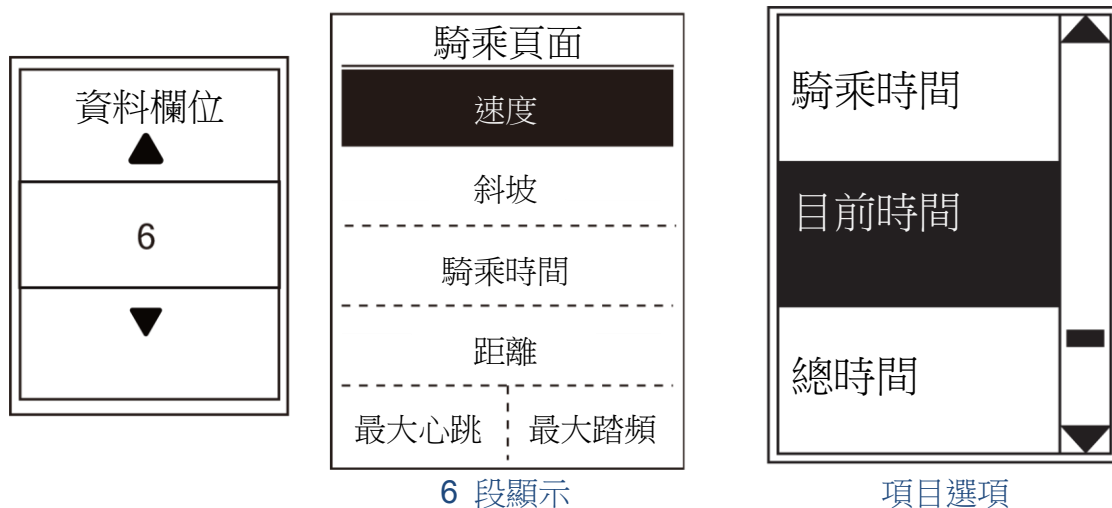 資料欄位
6
騎乘頁面
速度
斜坡
騎乘時間
距離
最大心跳 最大踏頻
6 段顯示
騎乘時間
目前時間
總時間
項目選項